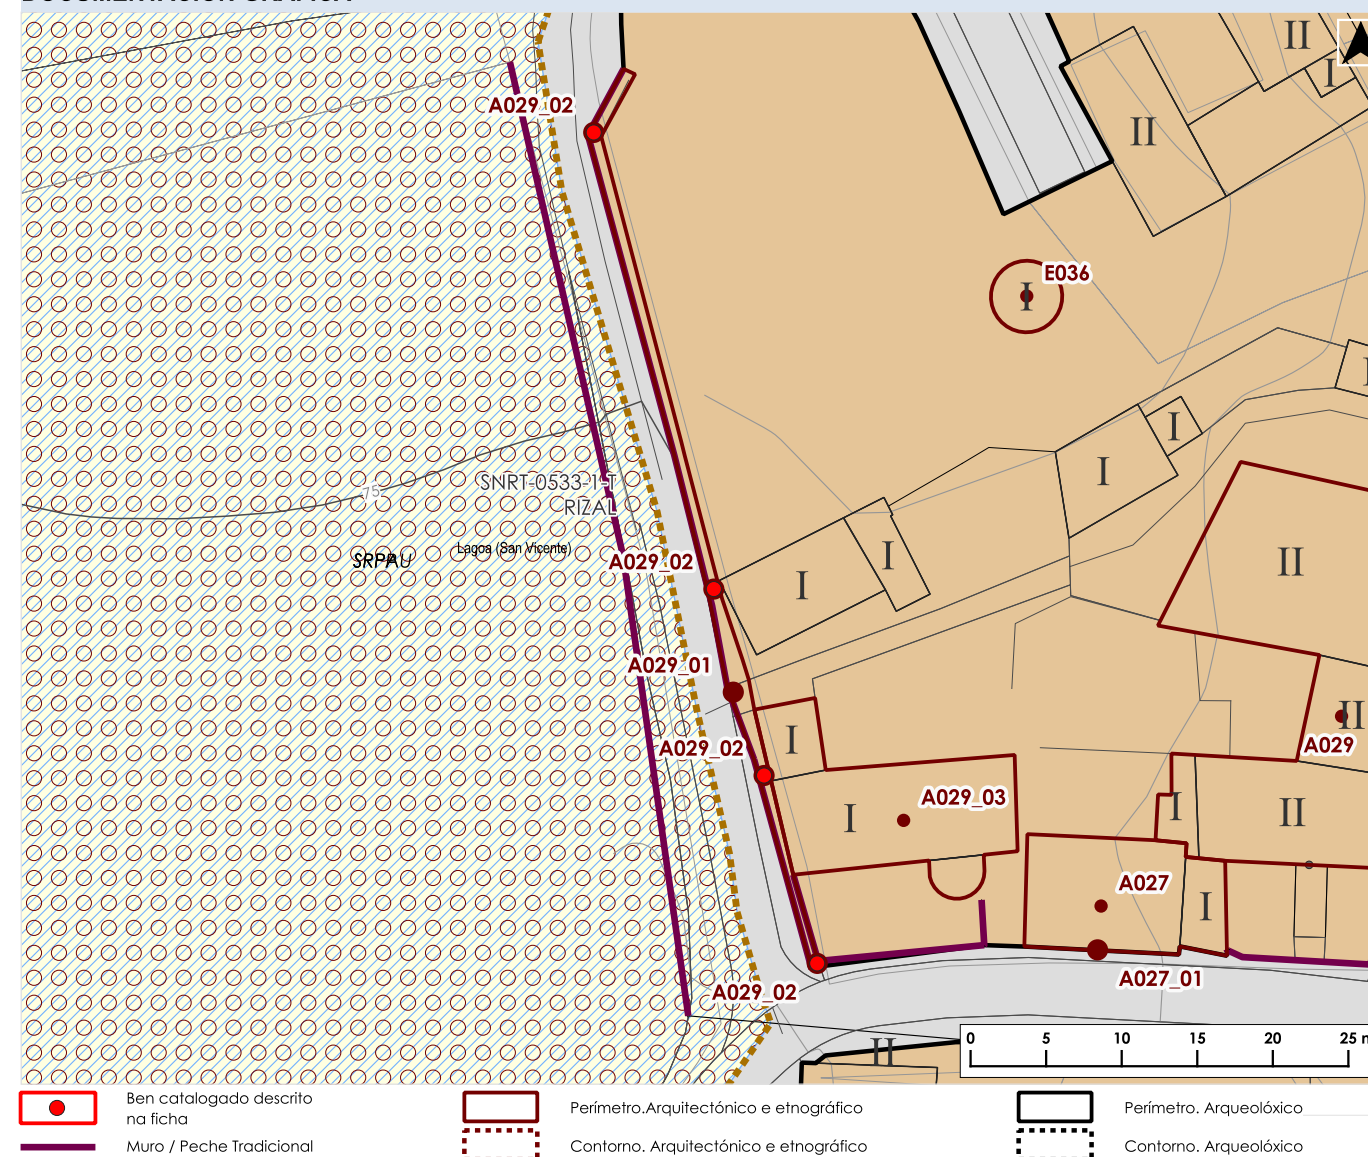 II
I
A029_02
II
E036
I
I
I
75
SNRT-0533-1-T
RIZAL
Lagoa (San Vicente)
A029_02
I
I
II
A029_01
A029_02
I
II
A029
A029_03
I
I
II
A027
I
A027_01
A029_02
II
0 5 10 15 20 25
Ben catalogado descrito
na ficha
Perímetro.Arquitectónico e etnográfico
Perímetro. Arqueolóxico
Muro / Peche Tradicional
Contorno. Arquitectónico e etnográfico
Contorno. Arqueolóxico